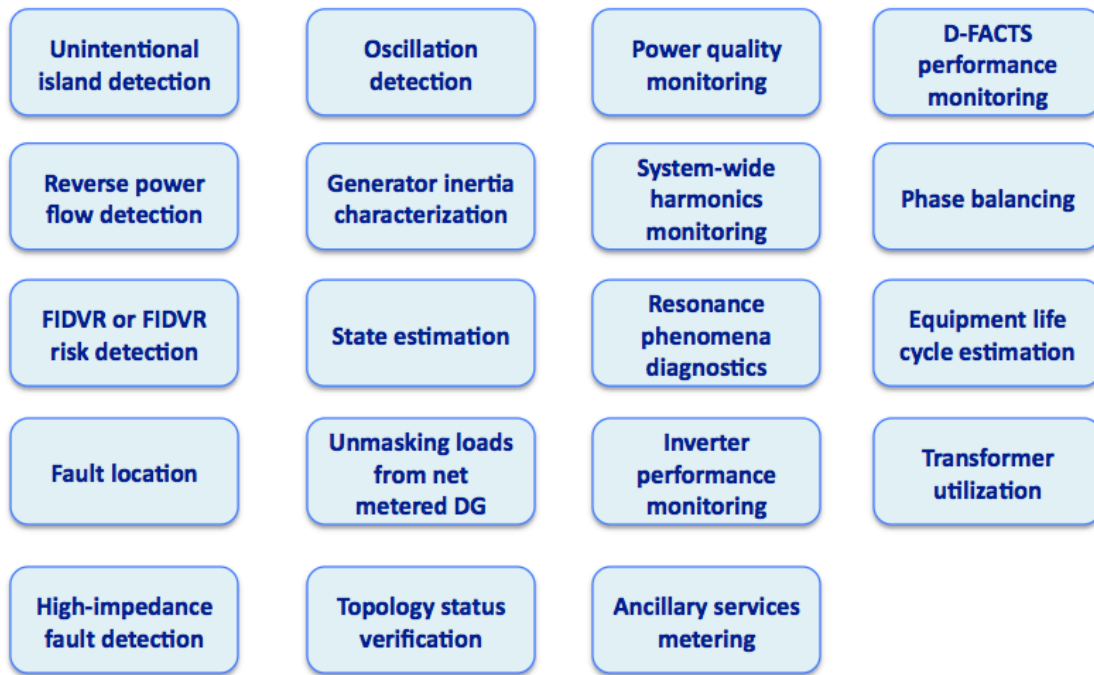 Unintentional
island detection
Oscillation
detection
Power quality
monitoring
D-FACTS
performance
monitoring
Reverse power
flow detection
Generator inertia
characterization
System-wide
harmonics
monitoring
Phase balancing
FIDVR or FIDVR
risk detection
State estimation
Resonance
phenomena
diagnostics
Equipment life
cycle estimation
Fault location
Unmasking loads
from net
metered DG
Inverter
performance
monitoring
Transformer
utilization
High-impedance
fault detection
Topology status
verification
Ancillary services
metering